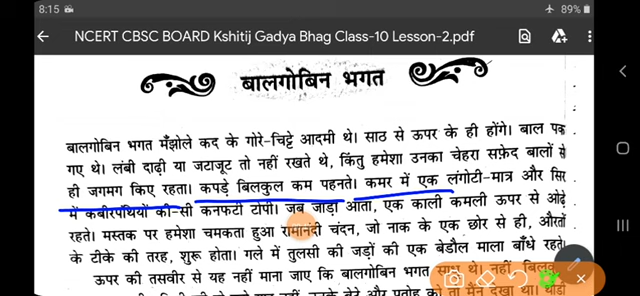 8:15 89%
NCERT CBSC BOARD Kshitij Gadya Bhag Class-10 Lesson-2.pdf
बालगोबिन भगत
बालगोबिन भगत मँझोले कद के गोरे-चिट्टे आदमी थे। साठ से ऊपर के ही होंगे। बाल पक
गए थे। लंबी दाढ़ी या जटाजूट तो नहीं रखते थे, किंतु हमेशा उनका चेहरा सफ़ेद बालों से
ही जगमग किए रहता। कपड़े बिलकुल कम पहनते। कमर में एक लंगोटी-मात्र और सिर
में कबीरपंथियों की-सी कनफटी टोपी। जब जाड़ा आता, एक काली कमली ऊपर से ओढ़े
रहते। मस्तक पर हमेशा चमकता हुआ रामानंदी चंदन, जो नाक के एक छोर से ही, औरतों
के टीके की तरह, शुरू होता। गले में तुलसी की जड़ों की एक बेडौल माला बाँधे रहते।
ऊपर की तसवीर से यह नहीं माना जाए कि बालगोबिन भगत साधु थे। नहीं